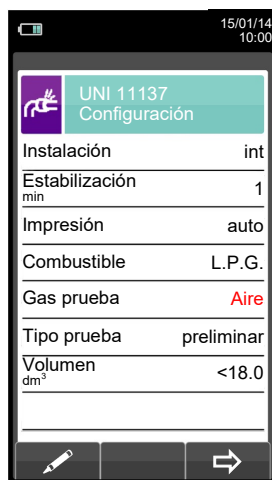 15/01/14
10:00
UNI 11137
Configuración
Instalación int
Estabilización
min 1
Impresión auto
Combustible L.P.G.
Gas prueba Aire
Tipo prueba preliminar
Volumen
dm³ <18.0